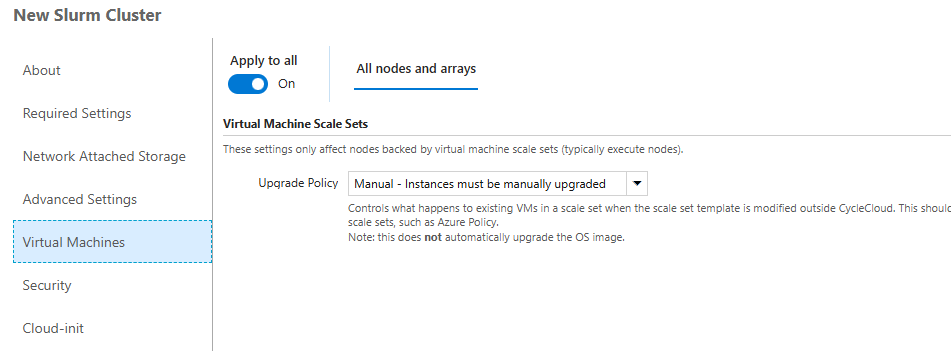 New Slurm Cluster
About
Required Settings
Network Attached Storage
Advanced Settings
Virtual Machines
Security
Cloud-init
Apply to all
On
All nodes and arrays
Virtual Machine Scale Sets
These settings only affect nodes backed by virtual machine scale sets (typically execute nodes).
Upgrade Policy
Manual - Instances must be manually upgraded
Controls what happens to existing VMs in a scale set when the scale set template is modified outside CycleCloud. This should
scale sets, such as Azure Policy.
Note: this does not automatically upgrade the OS image.